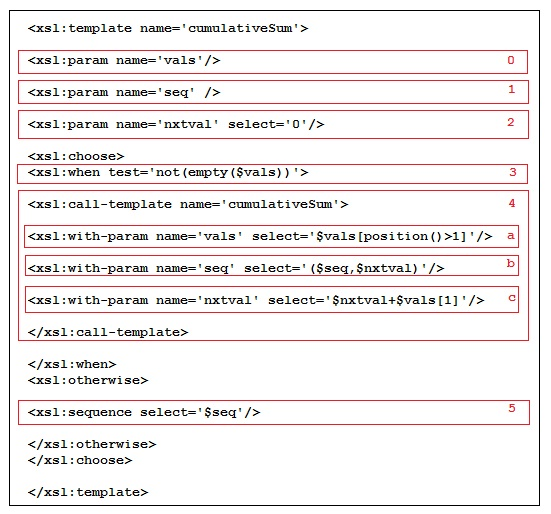 <xsl:template name='cumulativeSum'>
<xsl:param name='vals'/> 0
<xsl:param name='seq' /> 1
<xsl:param name='nxtval' select='0'/> 2
<xsl:choose>
<xsl:when test='not(empty($vals))'> 3
<xsl:call-template name='cumulativeSum'> 4
<xsl:with-param name='vals' select='$vals[position()>1]'/> a
<xsl:with-param name='seq' select='($seq,$nxtval)'/> b
<xsl:with-param name='nxtval' select='$nxtval+$vals[1]'/> c
</xsl:call-template>
</xsl:when>
<xsl:otherwise>
<xsl:sequence select='$seq'/> 5
</xsl:otherwise>
</xsl:choose>
</xsl:template>